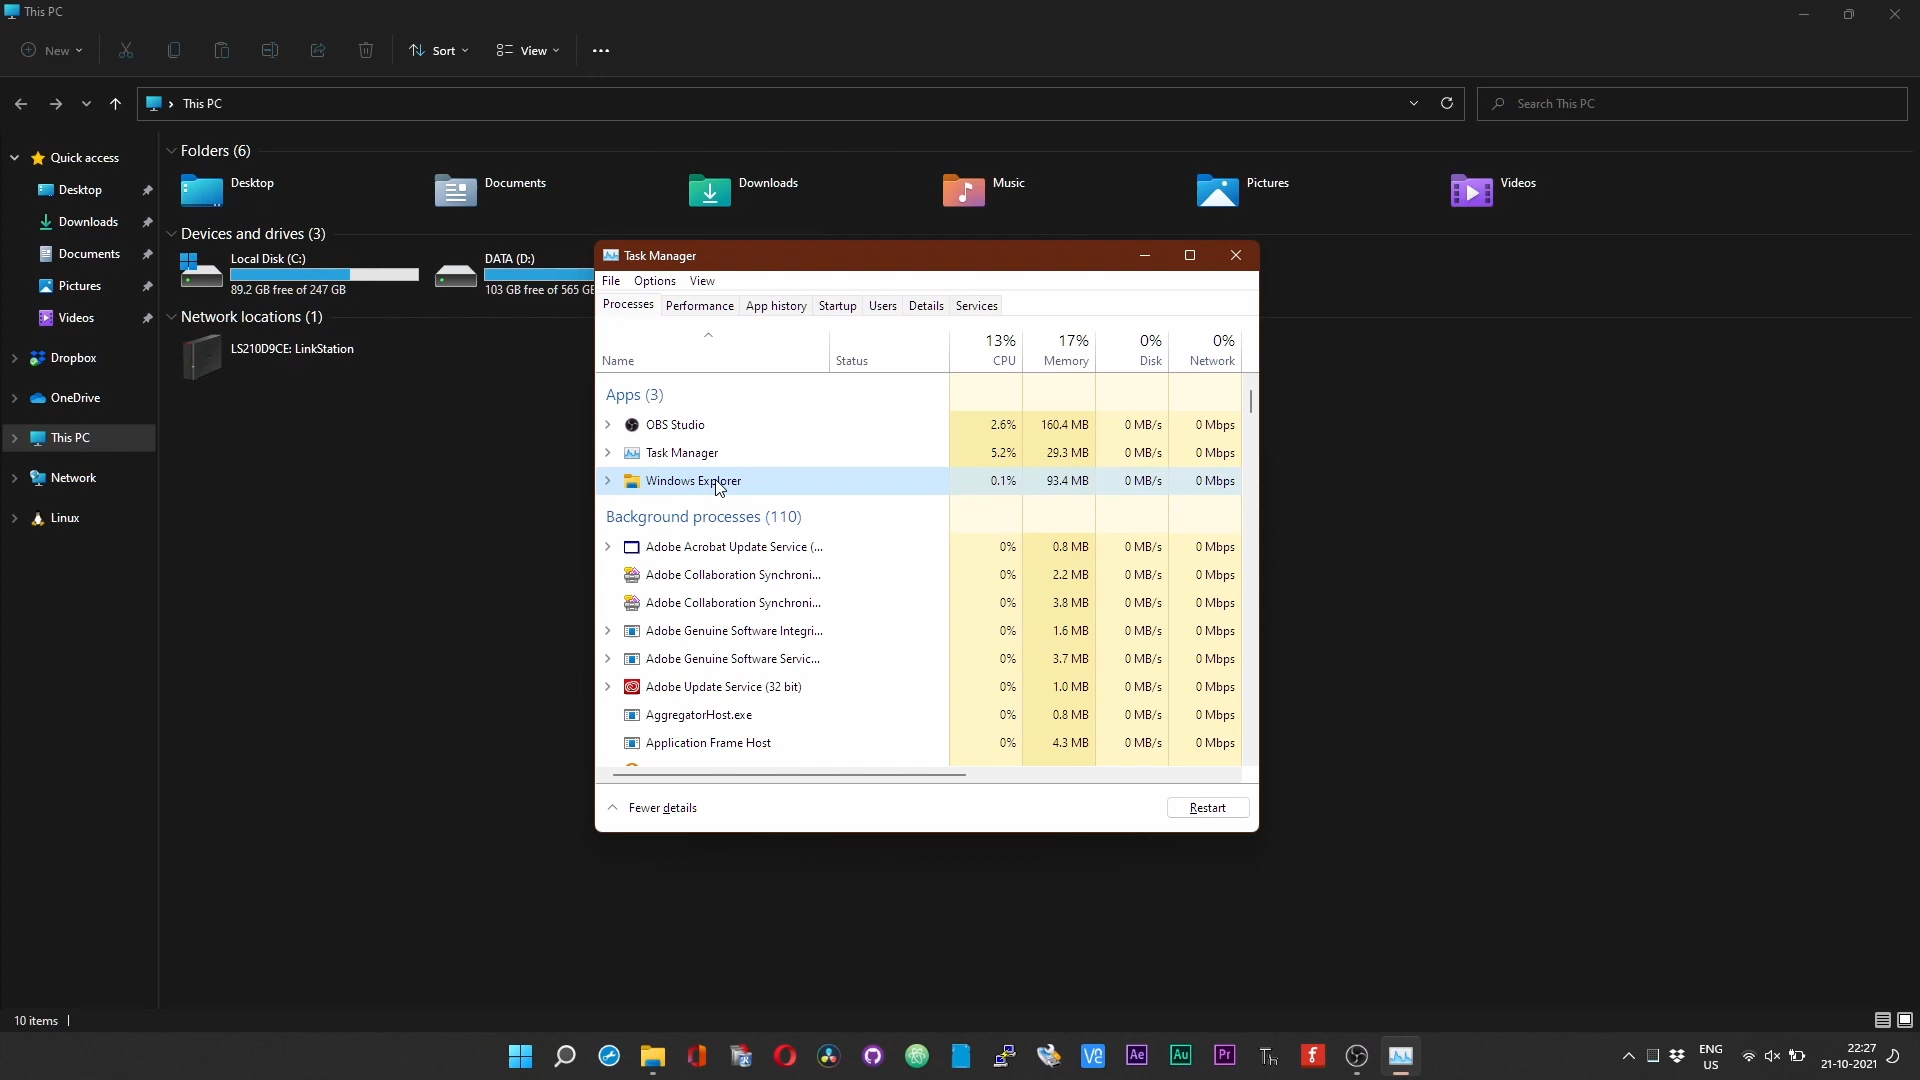 This PC
New
Sort
View
This PC
Search This PC
Quick access
Desktop
Downloads
Documents
Pictures
Videos
Dropbox
OneDrive
This PC
Network
Linux
Folders (6)
Desktop
Documents
Downloads
Music
Pictures
Videos
Devices and drives (3)
Local Disk (C:)
89.2 GB free of 247 GB
DATA (D:)
103 GB free of 565 GB
Network locations (1)
LS210D9CE: LinkStation
Task Manager
File Options View
Processes Performance App history Startup Users Details Services
13% 17% 0% 0%
Name Status CPU Memory Disk Network
Apps (3)
OBS Studio 2.6% 160.4 MB 0 MB/s 0 Mbps
Task Manager 5.2% 29.3 MB 0 MB/s 0 Mbps
Windows Explorer 0.1% 93.4 MB 0 MB/s 0 Mbps
Background processes (110)
Adobe Acrobat Update Service (... 0% 0.8 MB 0 MB/s 0 Mbps
Adobe Collaboration Synchroni... 0% 2.2 MB 0 MB/s 0 Mbps
Adobe Collaboration Synchroni... 0% 3.8 MB 0 MB/s 0 Mbps
Adobe Genuine Software Integri... 0% 1.6 MB 0 MB/s 0 Mbps
Adobe Genuine Software Servic... 0% 3.7 MB 0 MB/s 0 Mbps
Adobe Update Service (32 bit) 0% 1.0 MB 0 MB/s 0 Mbps
AggregatorHost.exe 0% 0.8 MB 0 MB/s 0 Mbps
Application Frame Host 0% 4.3 MB 0 MB/s 0 Mbps
Fewer details
Restart
10 items
Ae
Au
Pr
Th
f
ENG
US
22:27
21-10-2021